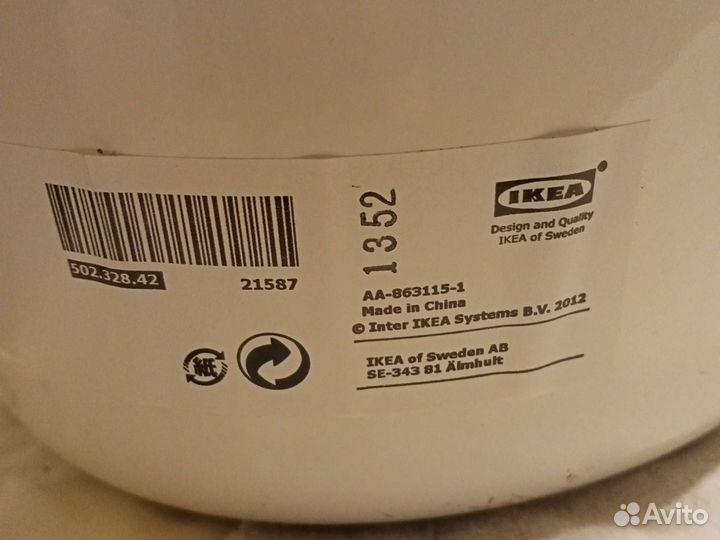 502.328.42
21587
1352
IKEA®
Design and Quality
IKEA of Sweden
AA-863115-1
Made in China
© Inter IKEA Systems B.V. 2012
IKEA of Sweden AB
SE-343 81 Älmhult
紙
Avito